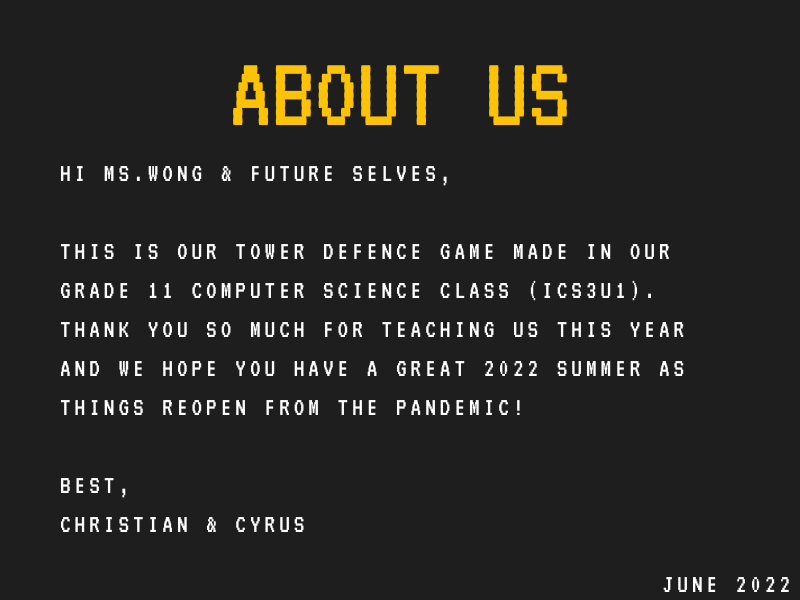 ABOUT US
HI MS.WONG & FUTURE SELVES,
THIS IS OUR TOWER DEFENCE GAME MADE IN OUR
GRADE 11 COMPUTER SCIENCE CLASS (ICS3U1).
THANK YOU SO MUCH FOR TEACHING US THIS YEAR
AND WE HOPE YOU HAVE A GREAT 2022 SUMMER AS
THINGS REOPEN FROM THE PANDEMIC!
BEST,
CHRISTIAN & CYRUS
JUNE 2022